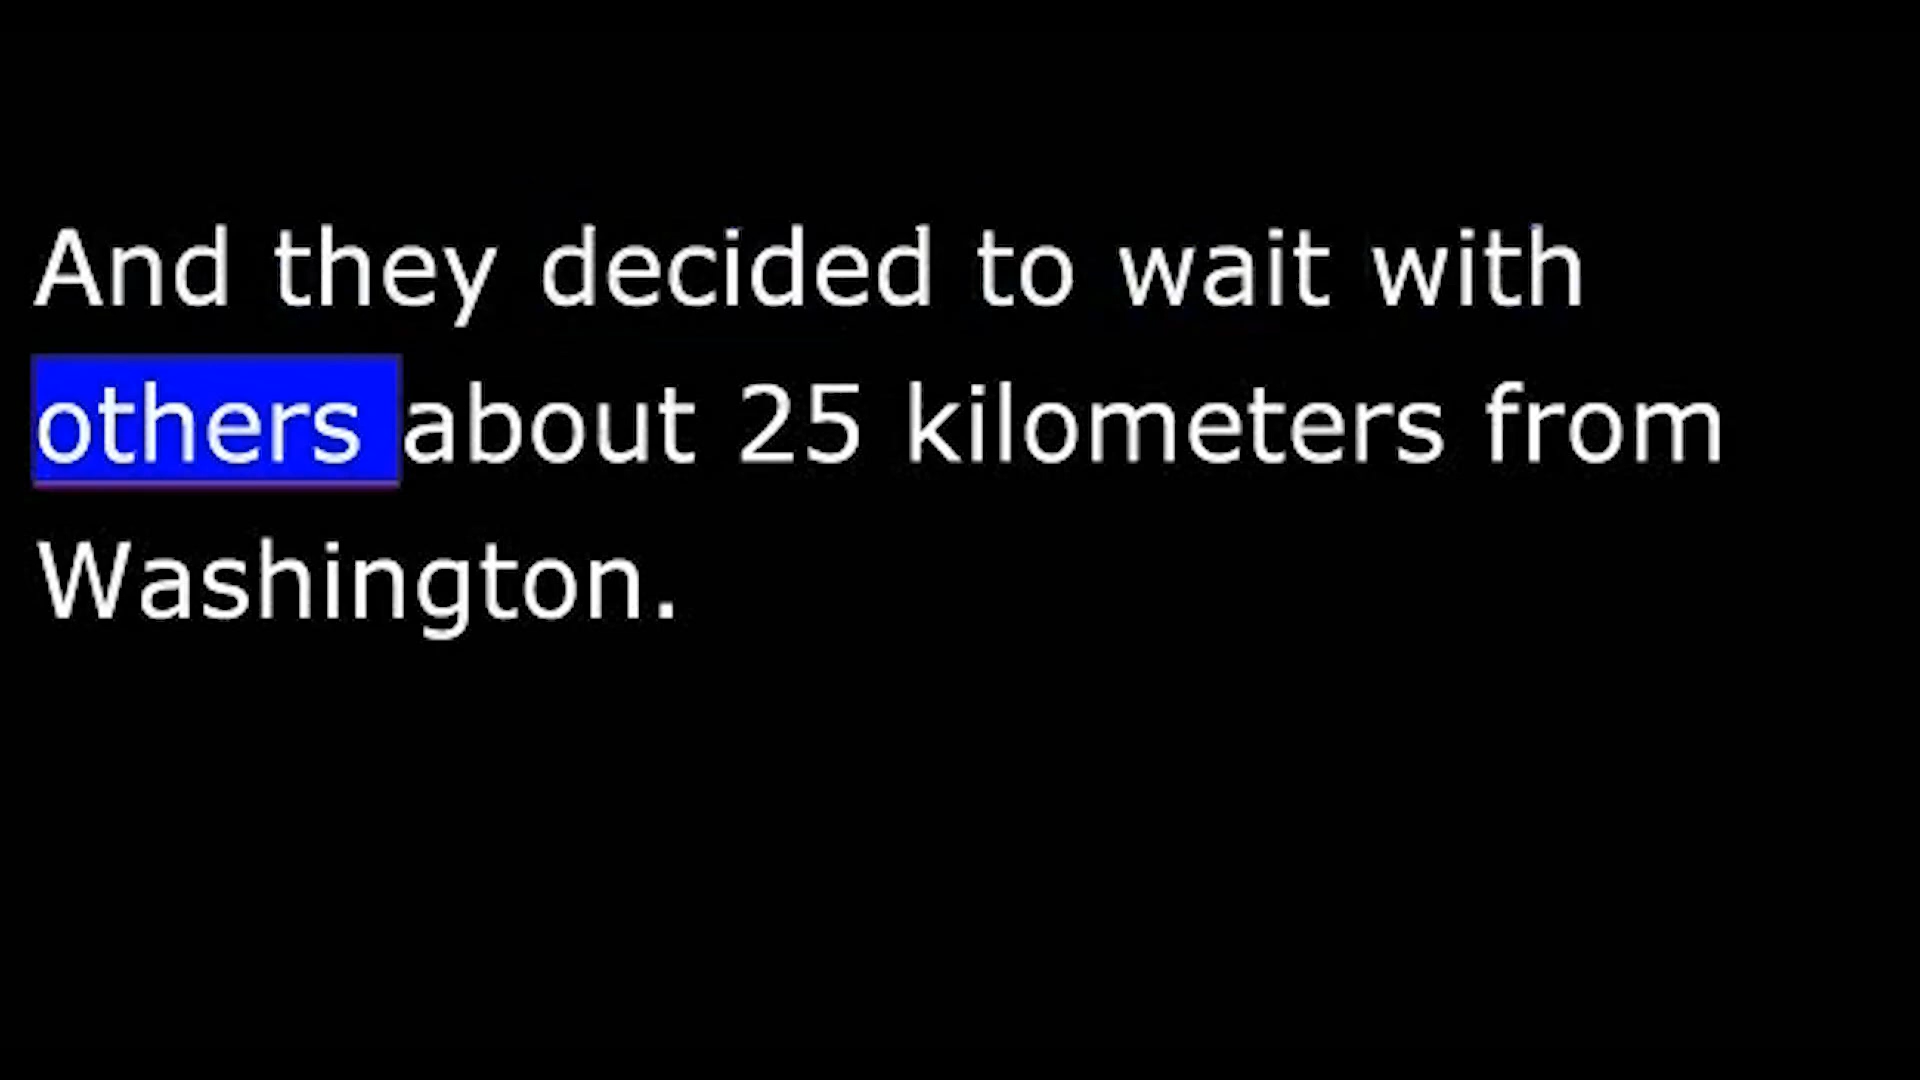 And they decided to wait with
others about 25 kilometers from
Washington.